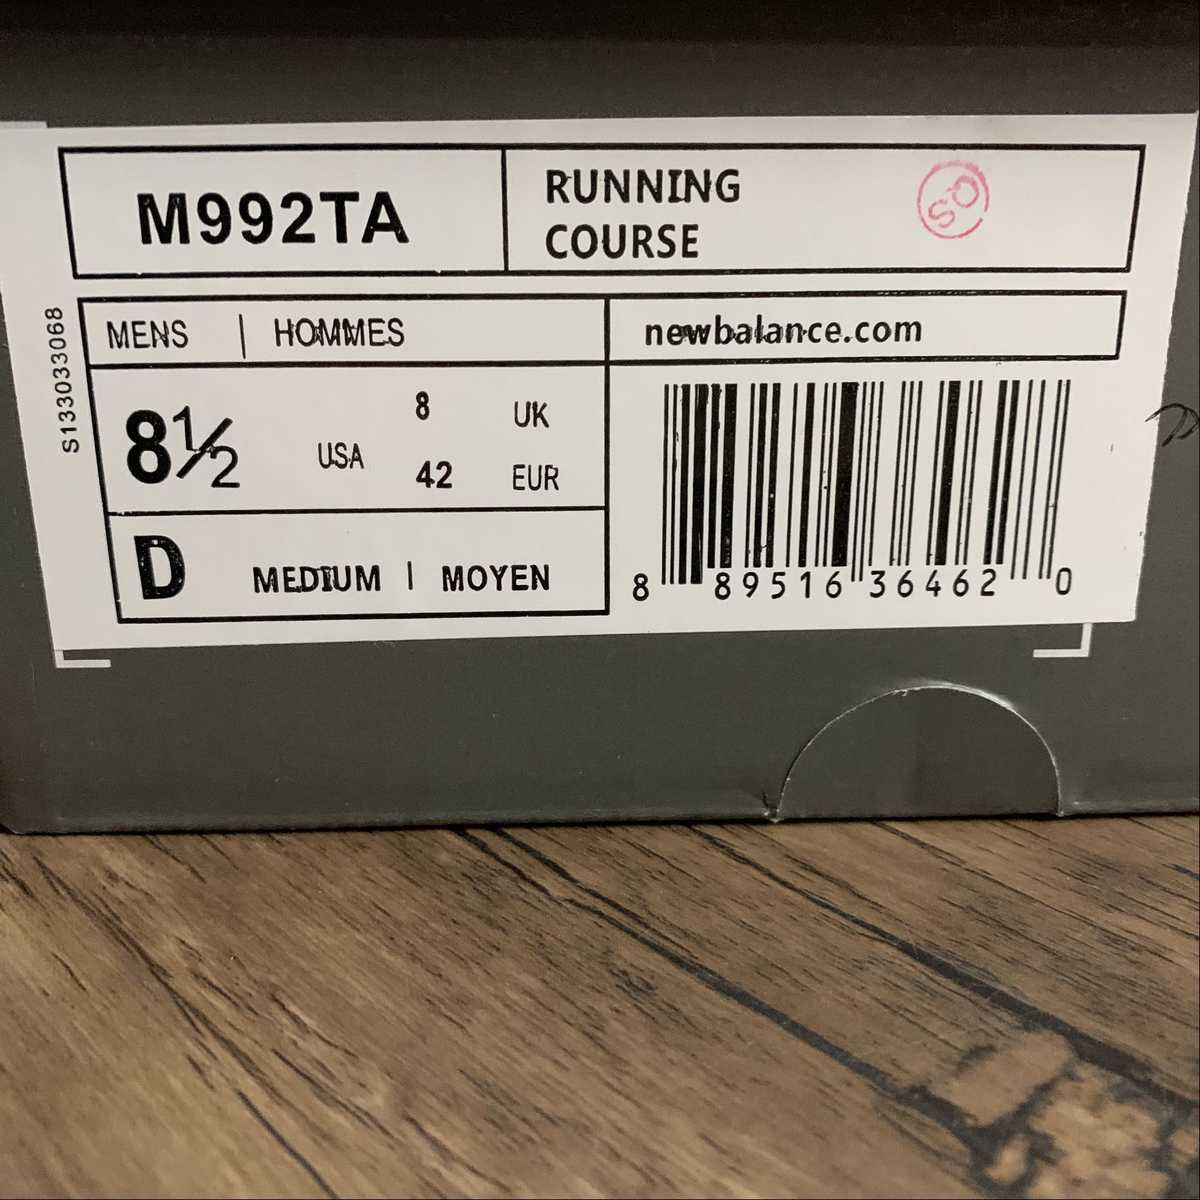 M992TA
RUNNING
COURSE
SO
S133033068
MENS | HOMMES
newbalance.com
8½ USA 8 UK
42 EUR
D MEDIUM | MOYEN
8 89516 36462 0